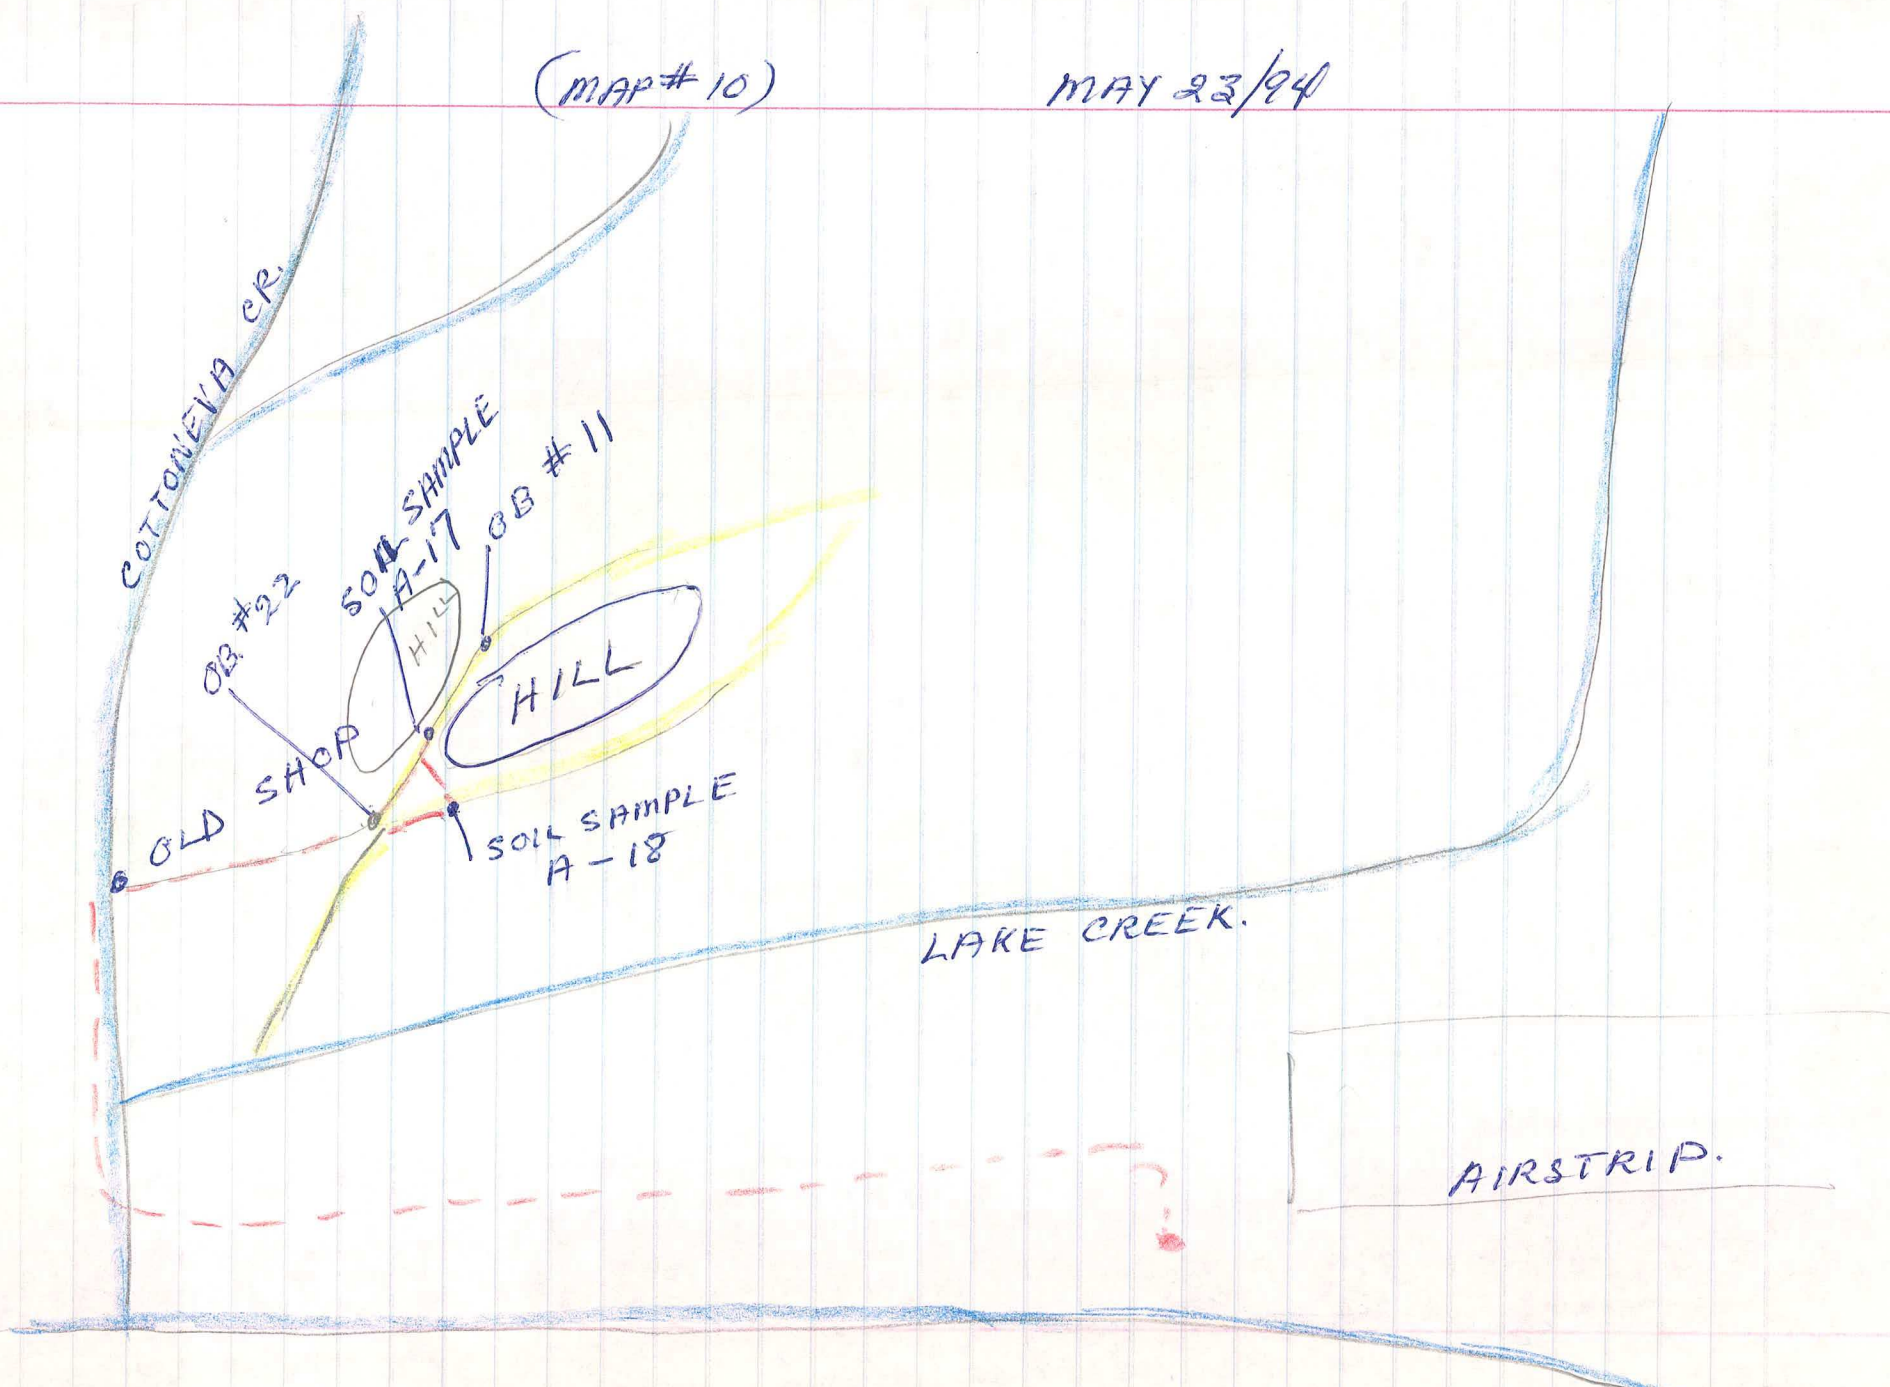 (MAP # 10)
MAY 23/94
COTTONEVA CR.
SOIL SAMPLE
A-17
OB # 11
OB #22
HILL
HILL
OLD SHOP
SOIL SAMPLE
A-18
LAKE CREEK.
AIRSTRIP.